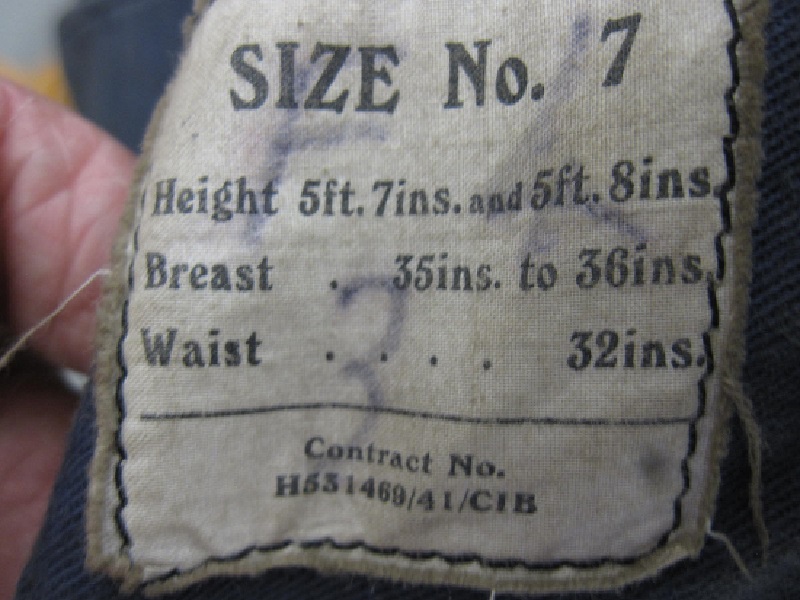 SIZE No. 7
Height 5ft. 7ins. and 5ft. 8ins.
Breast . 35ins. to 36ins.
Waist . . . . 32ins.
Contract No.
H551469/41/C1B